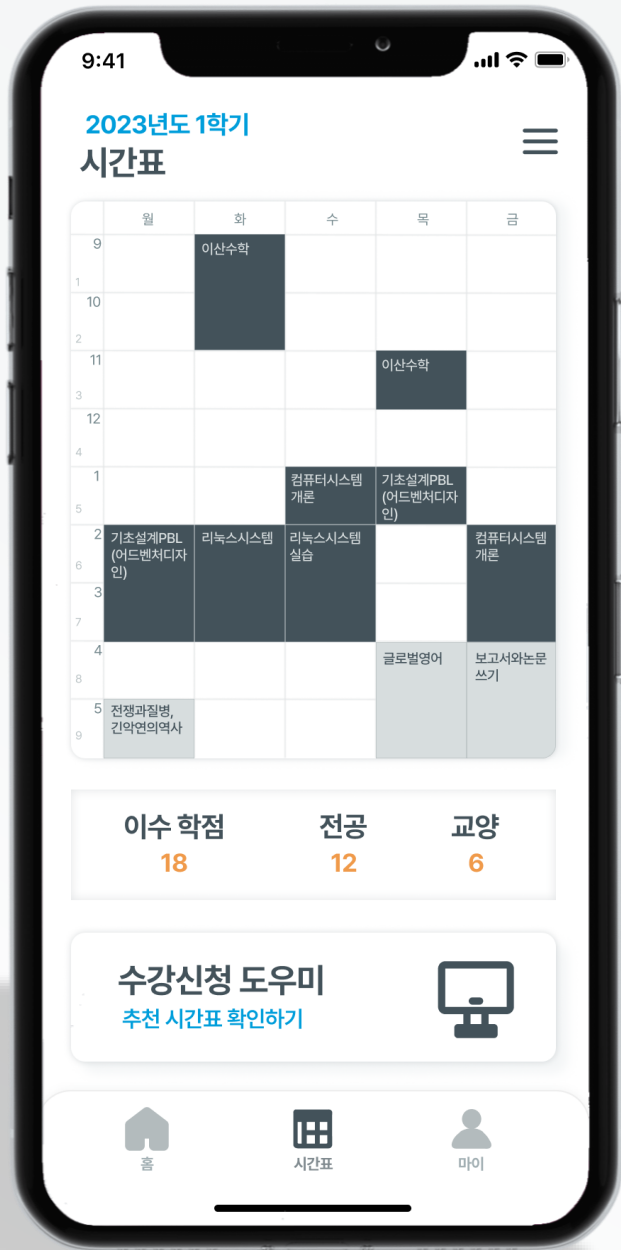 9:41
2023년도 1학기
시간표
월 화 수 목 금
9
이산수학
1
10
2
11
이산수학
3
12
4
1
컴퓨터시스템
개론
기초설계PBL
(어드벤처디자
인)
5
2
기초설계PBL
(어드벤처디자
인)
리눅스시스템
리눅스시스템
실습
컴퓨터시스템
개론
6
3
7
4
글로벌영어
보고서와논문
쓰기
8
5
전쟁과질병,
긴악연의역사
9
이수 학점 전공 교양
18 12 6
수강신청 도우미
추천 시간표 확인하기
홈 시간표 마이